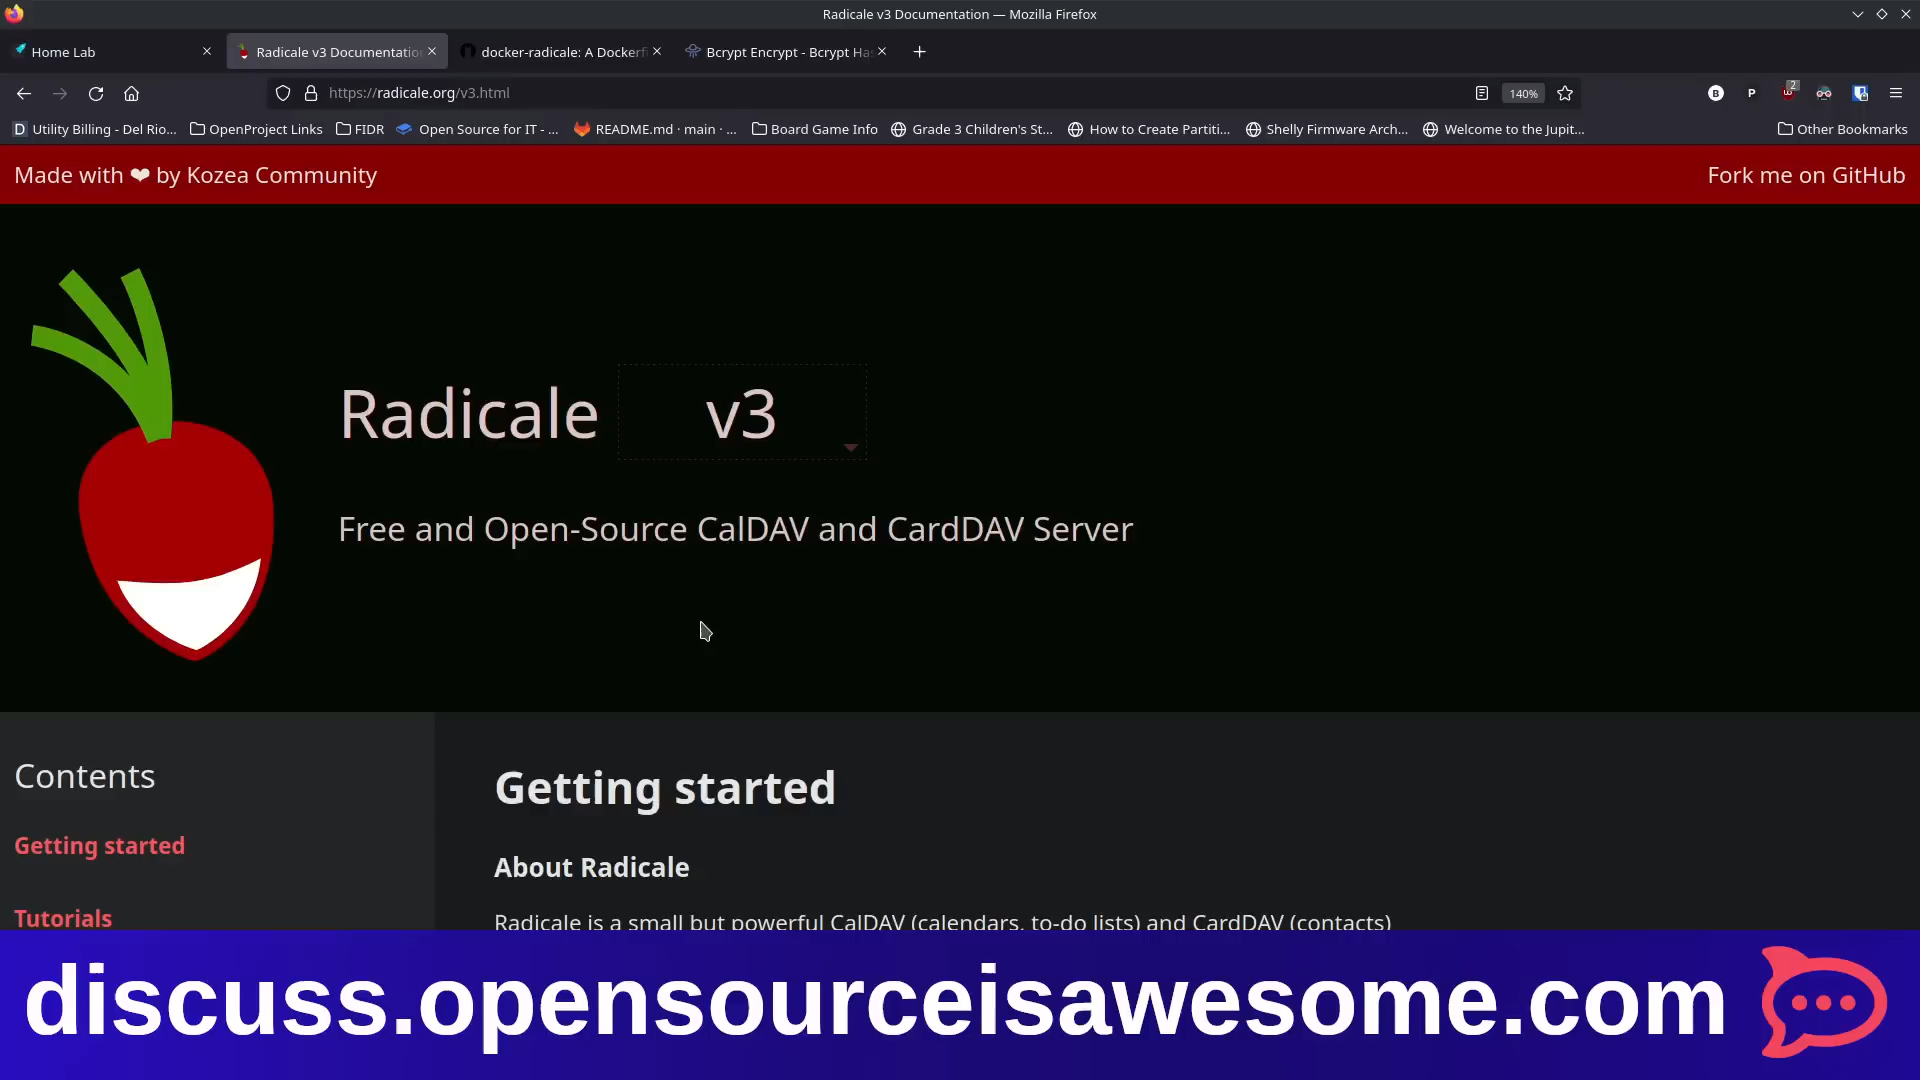 Radicale v3 Documentation — Mozilla Firefox
Home Lab
Radicale v3 Documentatio
docker-radicale: A Dockerf
Bcrypt Encrypt - Bcrypt Ha
https://radicale.org/v3.html
140%
B
P
2
D Utility Billing - Del Rio...
OpenProject Links
FIDR
Open Source for IT - ...
README.md · main · ...
Board Game Info
Grade 3 Children's St...
How to Create Partiti...
Shelly Firmware Arch...
Welcome to the Jupit...
Other Bookmarks
Made with ❤ by Kozea Community
Fork me on GitHub
Radicale v3
Free and Open-Source CalDAV and CardDAV Server
Contents
Getting started
Tutorials
Getting started
About Radicale
Radicale is a small but powerful CalDAV (calendars, to-do lists) and CardDAV (contacts)
discuss.opensourceisawesome.com